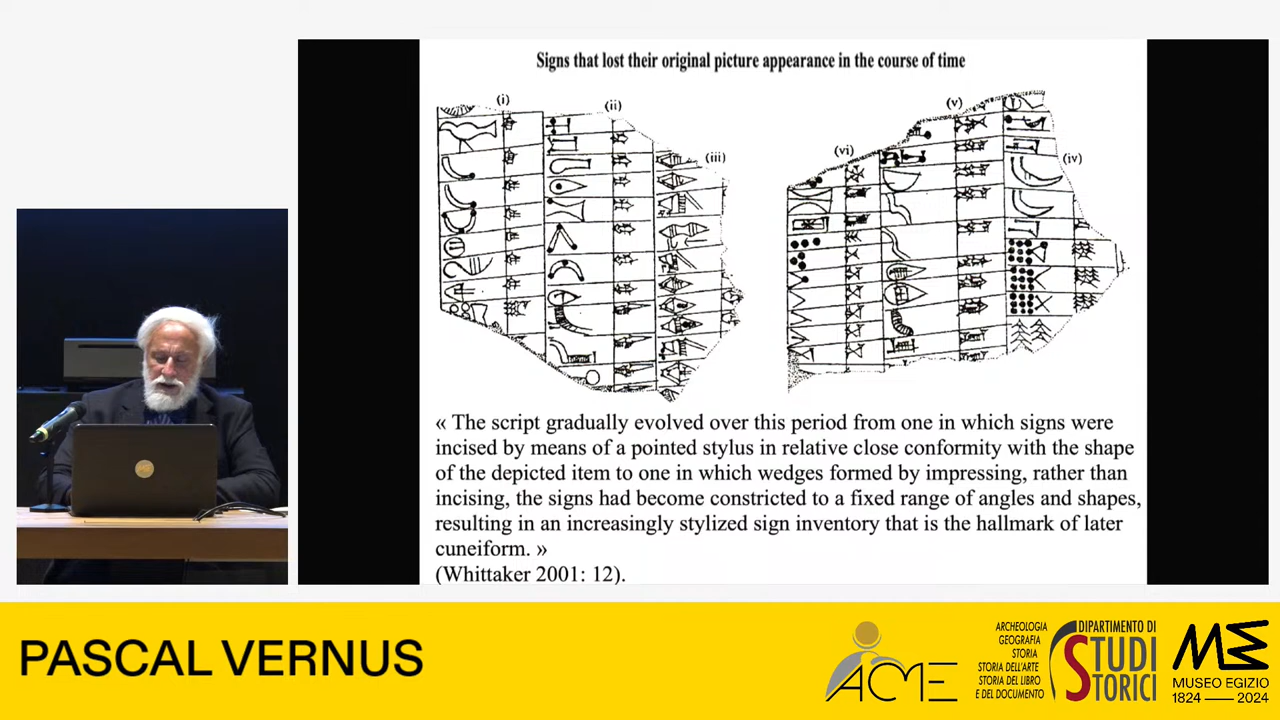 Signs that lost their original picture appearance in the course of time
(i)
(ii)
(iii)
(v)
(vi)
(iv)
« The script gradually evolved over this period from one in which signs were
incised by means of a pointed stylus in relative close conformity with the shape
of the depicted item to one in which wedges formed by impressing, rather than
incising, the signs had become constricted to a fixed range of angles and shapes,
resulting in an increasingly stylized sign inventory that is the hallmark of later
cuneiform. »
(Whittaker 2001: 12).
PASCAL VERNUS
ACME
ARCHEOLOGIA
GEOGRAFIA
STORIA
STORIA DELL'ARTE
STORIA DEL LIBRO
E DEL DOCUMENTO
DIPARTIMENTO DI
STUDI
STORICI
ME
MUSEO EGIZIO
1824 —— 2024